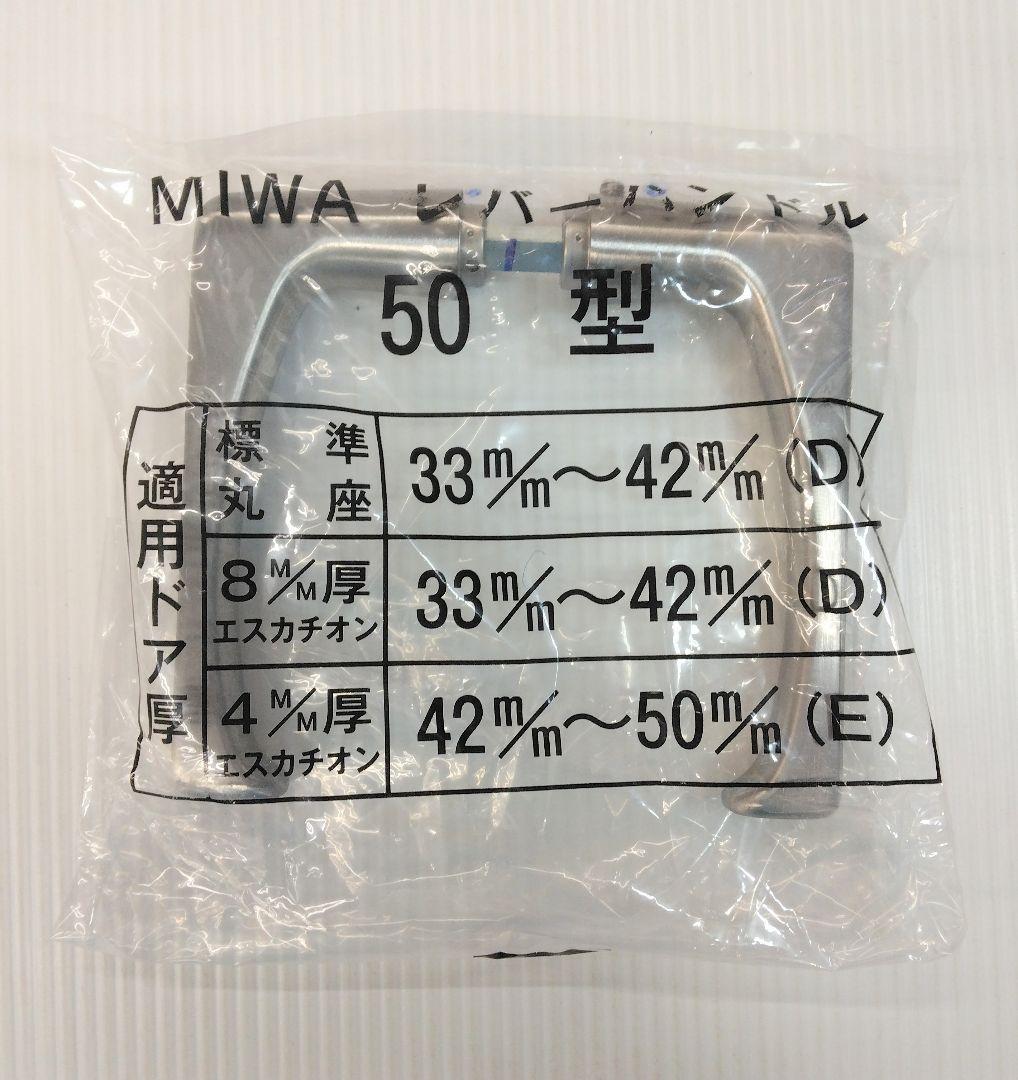 MIWA レバーハンドル
50 型
適用ドア厚
標準
丸座
33m/m〜42m/m(D)
8M/M厚
エスカチオン
33m/m〜42m/m(D)
4M/M厚
エスカチオン
42m/m〜50m/m(E)